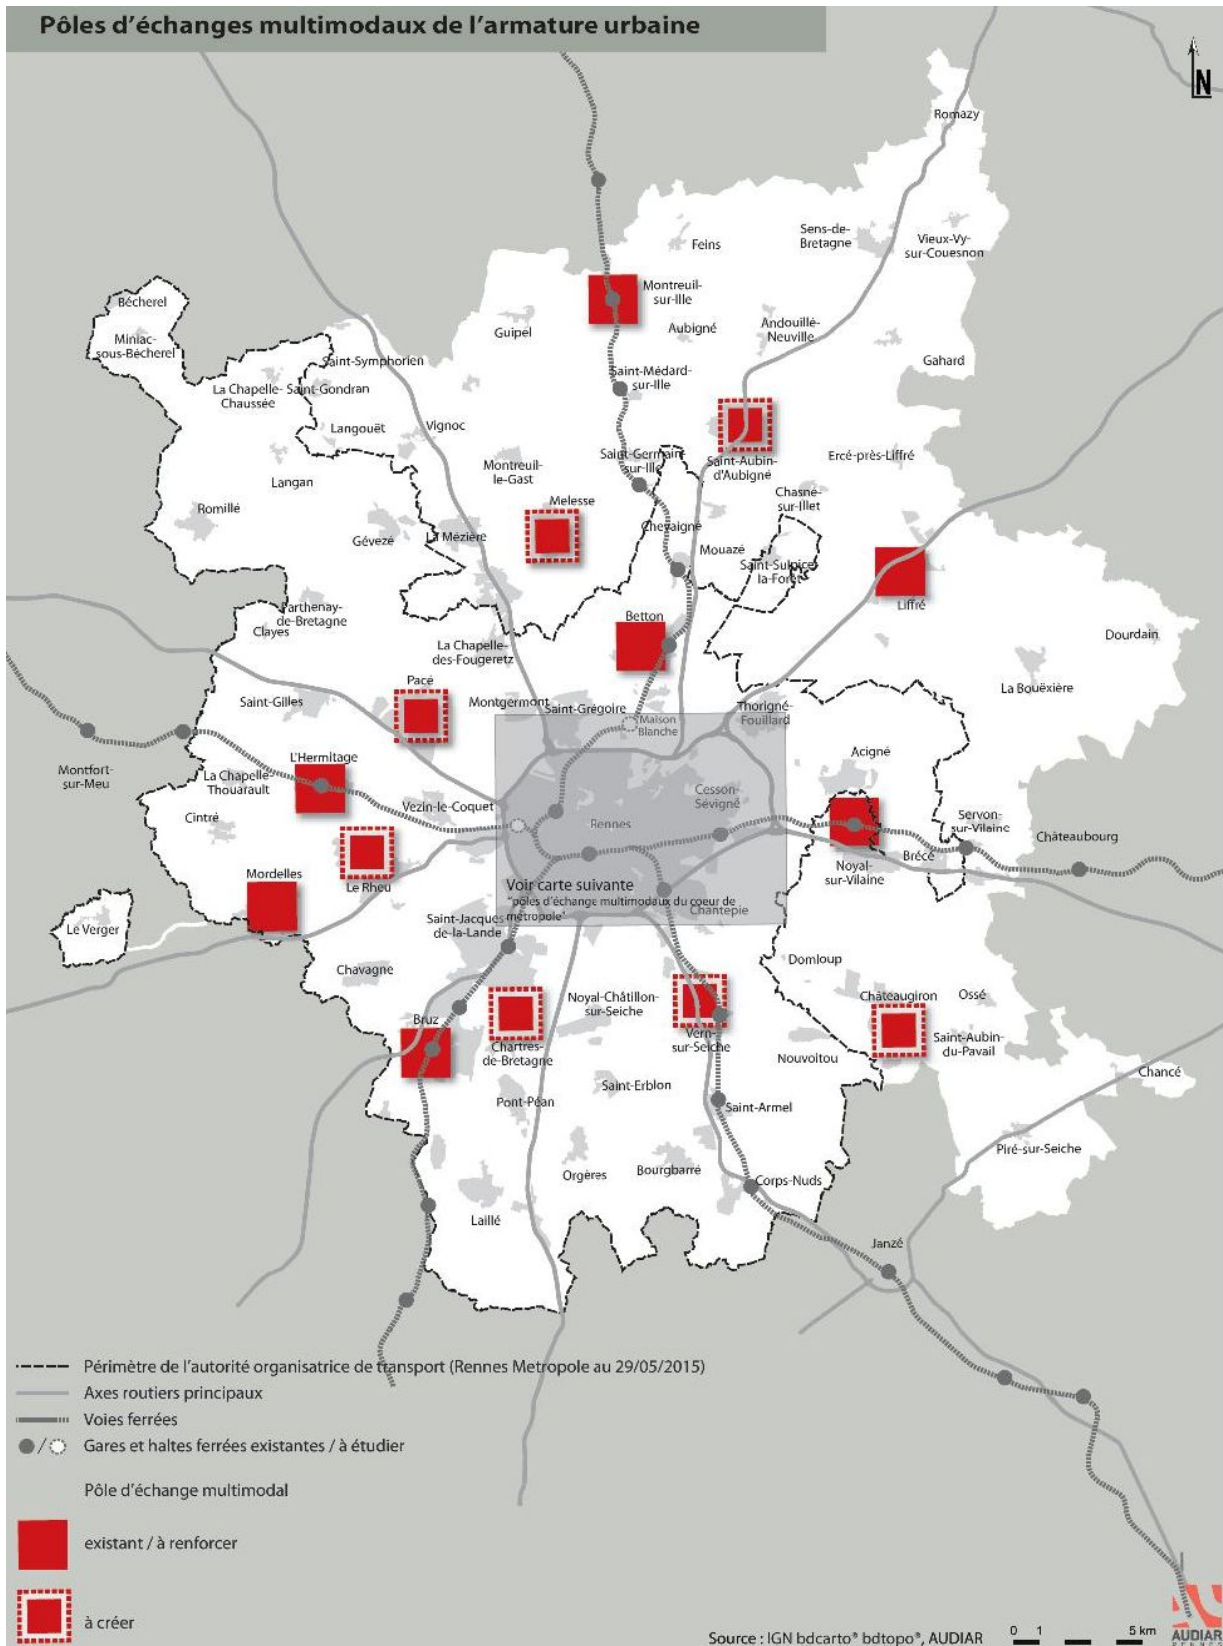 Pôles d'échanges multimodaux de l'armature urbaine
N
Romazy
Sens-de-
Bretagne
Vieux-Vy-
sur-Couesnon
Feins
Montreuil-
sur-Ille
Bécherel
Guipel
Aubigné
Andouillé-
Neuville
Miniac-
sous-Bécherel
Saint-Symphorien
Gahard
La Chapelle-
Chaussée
Saint-Gondran
Saint-Médard-
sur-Ille
Langouët
Vignoc
Saint-Germain-
sur-Ille
Saint-Aubin-
d'Aubigné
Ercé-près-Liffré
Montreuil-
le-Gast
Langan
Melesse
Chasné-
sur-Illet
Romillé
Gévezé
La Mézière
Chevaigné
Mouazé
Saint-Sulpice-
la-Forêt
Liffré
Parthenay-
de-Bretagne
Clayes
Betton
Dourdain
La Chapelle-
des-Fougeretz
La Bouëxière
Pacé
Saint-Gilles
Montgermont
Saint-Grégoire
Maison
Blanche
Thorigné-
Fouillard
Acigné
L'Hermitage
Montfort-
sur-Meu
La Chapelle-
Thouarault
Vezin-le-Coquet
Cesson-
Sévigné
Cintré
Rennes
Servon-
sur-Vilaine
Châteaubourg
Brécé
Noyal-
sur-Vilaine
Mordelles
Le Rheu
Voir carte suivante
"pôles d'échange multimodaux du coeur de
métropole"
Chantepie
Le Verger
Saint-Jacques-
de-la-Lande
Chavagne
Domloup
Noyal-Châtillon-
sur-Seiche
Châteaugiron
Ossé
Bruz
Chartres-
de-Bretagne
Vern-
sur-Seiche
Saint-Aubin-
du-Pavail
Nouvoitou
Chancé
Saint-Erblon
Pont-Péan
Saint-Armel
Piré-sur-Seiche
Orgères
Bourgbarré
Corps-Nuds
Laillé
Janzé
Périmètre de l'autorité organisatrice de transport (Rennes Metropole au 29/05/2015)
Axes routiers principaux
Voies ferrées
/ Gares et haltes ferrées existantes / à étudier
Pôle d'échange multimodal
existant / à renforcer
à créer
Source : IGN bdcarto® bdtopo®, AUDIAR
0 1 5 km
AUDIAR